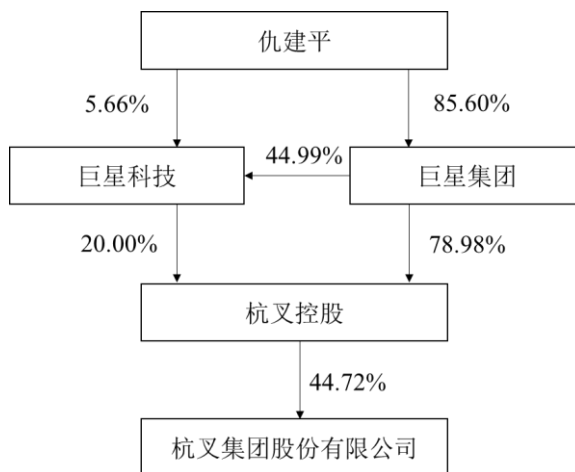 仇建平
5.66%
85.60%
巨星科技
44.99%
巨星集团
20.00%
78.98%
杭叉控股
44.72%
杭叉集团股份有限公司